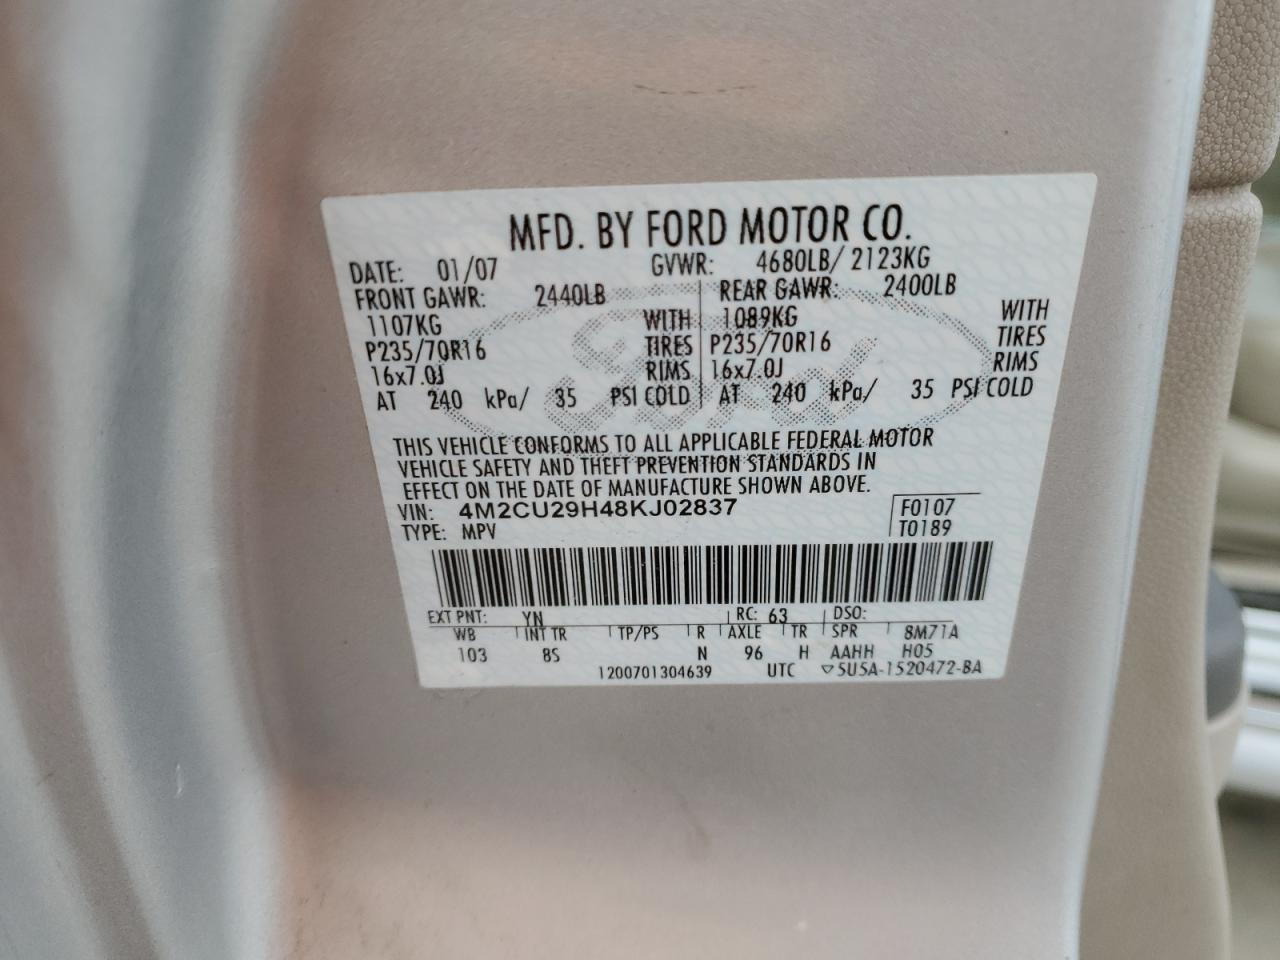 MFD. BY FORD MOTOR CO.
DATE: 01/07 GVWR: 4680LB/ 2123KG
FRONT GAWR: 2440LB REAR GAWR: 2400LB
1107KG WITH 1089KG WITH
P235/70R16 TIRES P235/70R16 TIRES
16x7.0J RIMS 16x7.0J RIMS
AT 240 kPa/ 35 PSI COLD AT 240 kPa/ 35 PSI COLD
Ford
THIS VEHICLE CONFORMS TO ALL APPLICABLE FEDERAL MOTOR
VEHICLE SAFETY AND THEFT PREVENTION STANDARDS IN
EFFECT ON THE DATE OF MANUFACTURE SHOWN ABOVE.
VIN: 4M2CU29H48KJ02837 F0107
TYPE: MPV T0189
EXT PNT: YN RC: 63 DSO:
WB INT TR TP/PS R AXLE TR SPR 8M71A
103 8S N 96 H AAHH H05
1200701304639 UTC ▽5U5A-1520472-BA